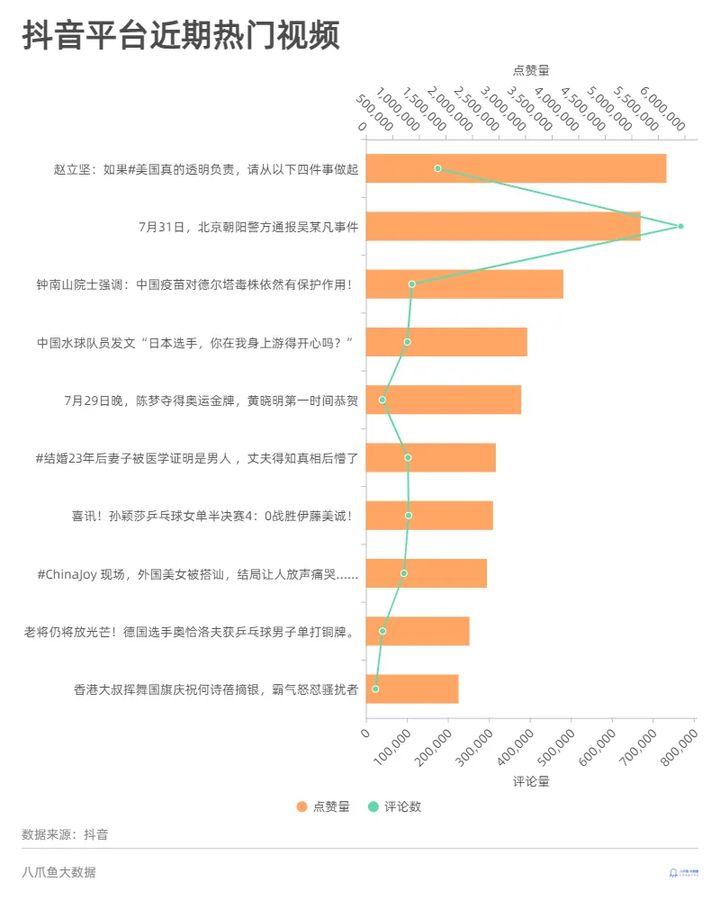 抖音平台近期热门视频
点赞量
0
500,000
1,000,000
1,500,000
2,000,000
2,500,000
3,000,000
3,500,000
4,000,000
4,500,000
5,000,000
5,500,000
6,000,000
赵立坚：如果#美国真的透明负责，请从以下四件事做起
7月31日，北京朝阳警方通报吴某凡事件
钟南山院士强调：中国疫苗对德尔塔毒株依然有保护作用！
中国水球队员发文“日本选手，你在我身上游得开心吗？”
7月29日晚，陈梦夺得奥运金牌，黄晓明第一时间恭贺
#结婚23年后妻子被医学证明是男人 ，丈夫得知真相后懵了
喜讯！孙颖莎乒乓球女单半决赛4：0战胜伊藤美诚！
#ChinaJoy 现场，外国美女被搭讪，结局让人放声痛哭……
老将仍将放光芒！德国选手奥恰洛夫获乒乓球男子单打铜牌。
香港大叔挥舞国旗庆祝何诗蓓摘银，霸气怒怼骚扰者
0
100,000
200,000
300,000
400,000
500,000
600,000
700,000
800,000
评论量
点赞量 评论数
数据来源：抖音
八爪鱼大数据